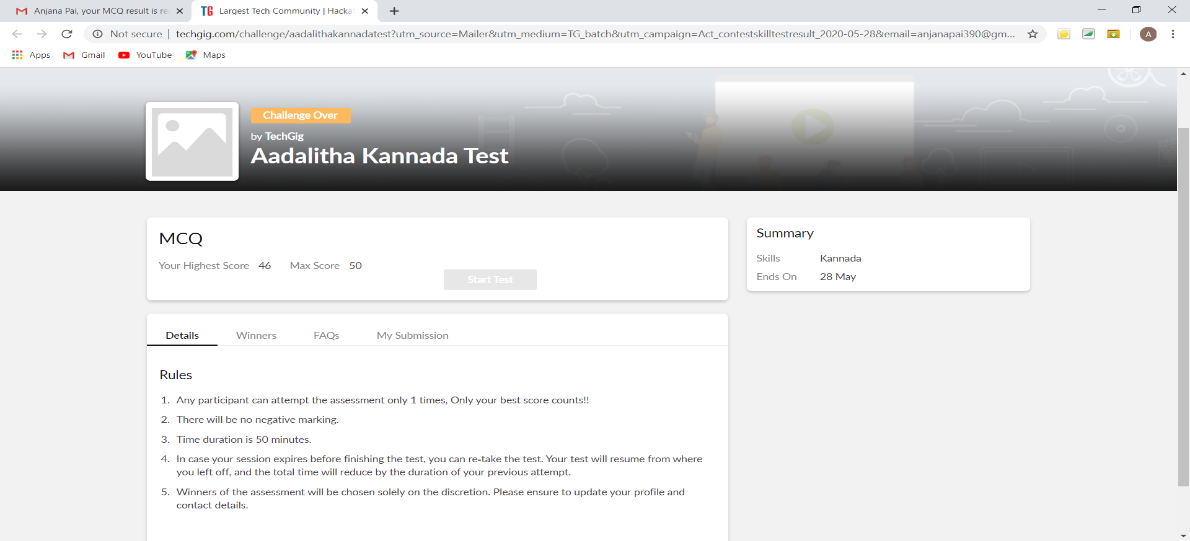 Anjana Pai, your MCQ result is re
Largest Tech Community | Hacka
Not secure | techgig.com/challenge/aadalithakannadatest?utm_source=Mailer&utm_medium=TG_batch&utm_campaign=Act_contestskilltestresult_2020-05-28&email=anjanapai390@gm...
A
Apps Gmail YouTube Maps
Challenge Over
by TechGig
Aadalitha Kannada Test
MCQ
Your Highest Score 46 Max Score 50
Start Test
Summary
Skills Kannada
Ends On 28 May
Details Winners FAQs My Submission
Rules
1. Any participant can attempt the assessment only 1 times, Only your best score counts!!
2. There will be no negative marking.
3. Time duration is 50 minutes.
4. In case your session expires before finishing the test, you can re-take the test. Your test will resume from where
you left off, and the total time will reduce by the duration of your previous attempt.
5. Winners of the assessment will be chosen solely on the discretion. Please ensure to update your profile and
contact details.